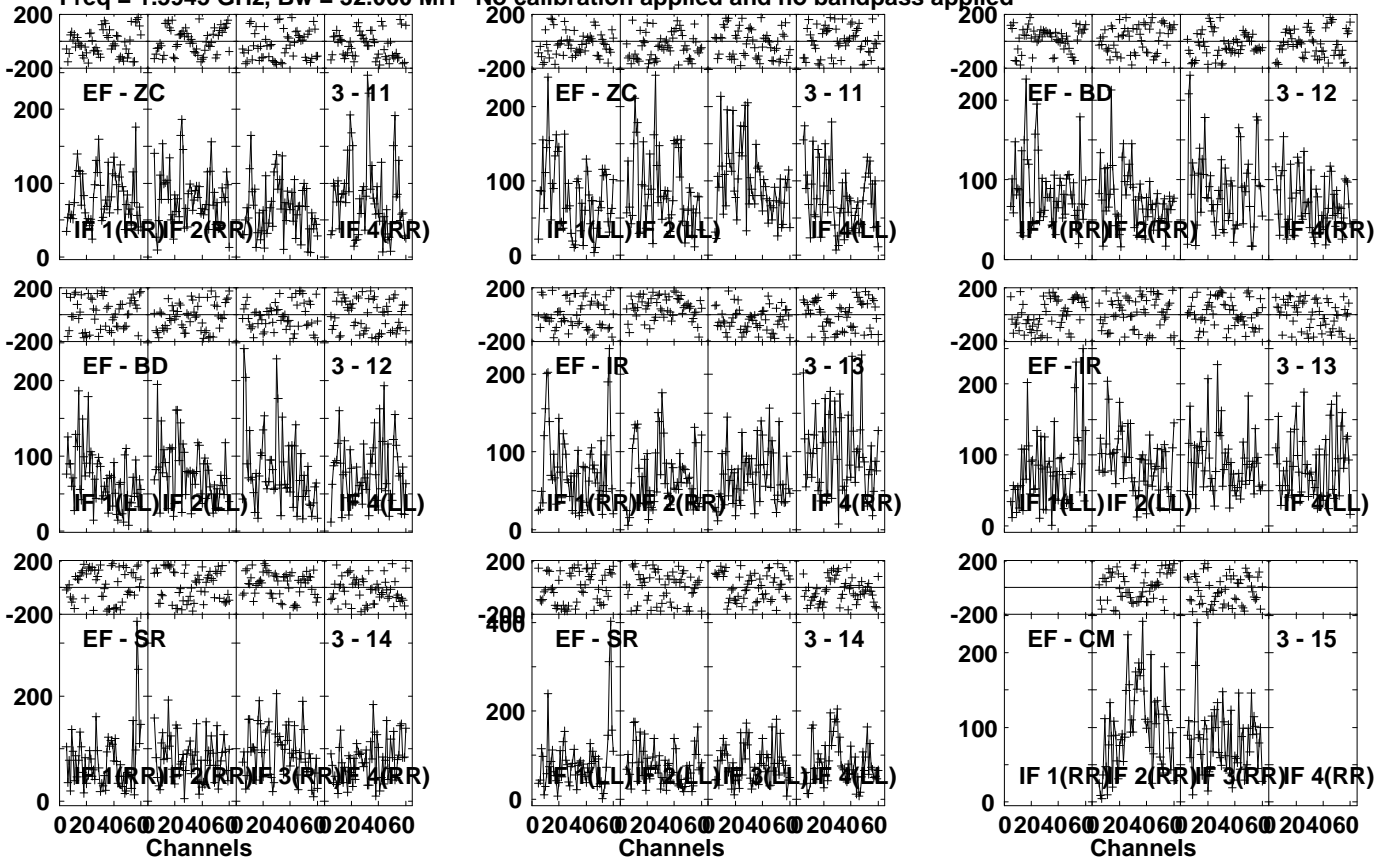 Freq = 1.5945 GHz, Bw = 32.000 MH No calibration applied and no bandpass applied
200
-200
EF - ZC 3 - 11
200
100
0
IF 1(RR) IF 2(RR) IF 4(RR)
EF - ZC 3 - 11
200
100
0
IF 1(LL) IF 2(LL) IF 4(LL)
200
-200
EF - BD 3 - 12
200
100
0
IF 1(RR) IF 2(RR) IF 4(RR)
200
-200
EF - BD 3 - 12
200
100
0
IF 1(LL) IF 2(LL) IF 4(LL)
200
-200
EF - IR 3 - 13
200
100
0
IF 1(RR) IF 2(RR) IF 4(RR)
200
-200
EF - IR 3 - 13
200
100
0
IF 1(LL) IF 2(LL) IF 4(LL)
200
-200
EF - SR 3 - 14
200
0
IF 1(RR) IF 2(RR) IF 3(RR) IF 4(RR)
0 20 40 60 0 20 40 60 0 20 40 60 0 20 40 60
Channels
200
-200
400
EF - SR 3 - 14
200
0
IF 1(LL) IF 2(LL) IF 3(LL) IF 4(LL)
0 20 40 60 0 20 40 60 0 20 40 60 0 20 40 60
Channels
200
-200
EF - CM 3 - 15
200
100
0
IF 1(RR) IF 2(RR) IF 3(RR) IF 4(RR)
0 20 40 60 0 20 40 60 0 20 40 60 0 20 40 60
Channels